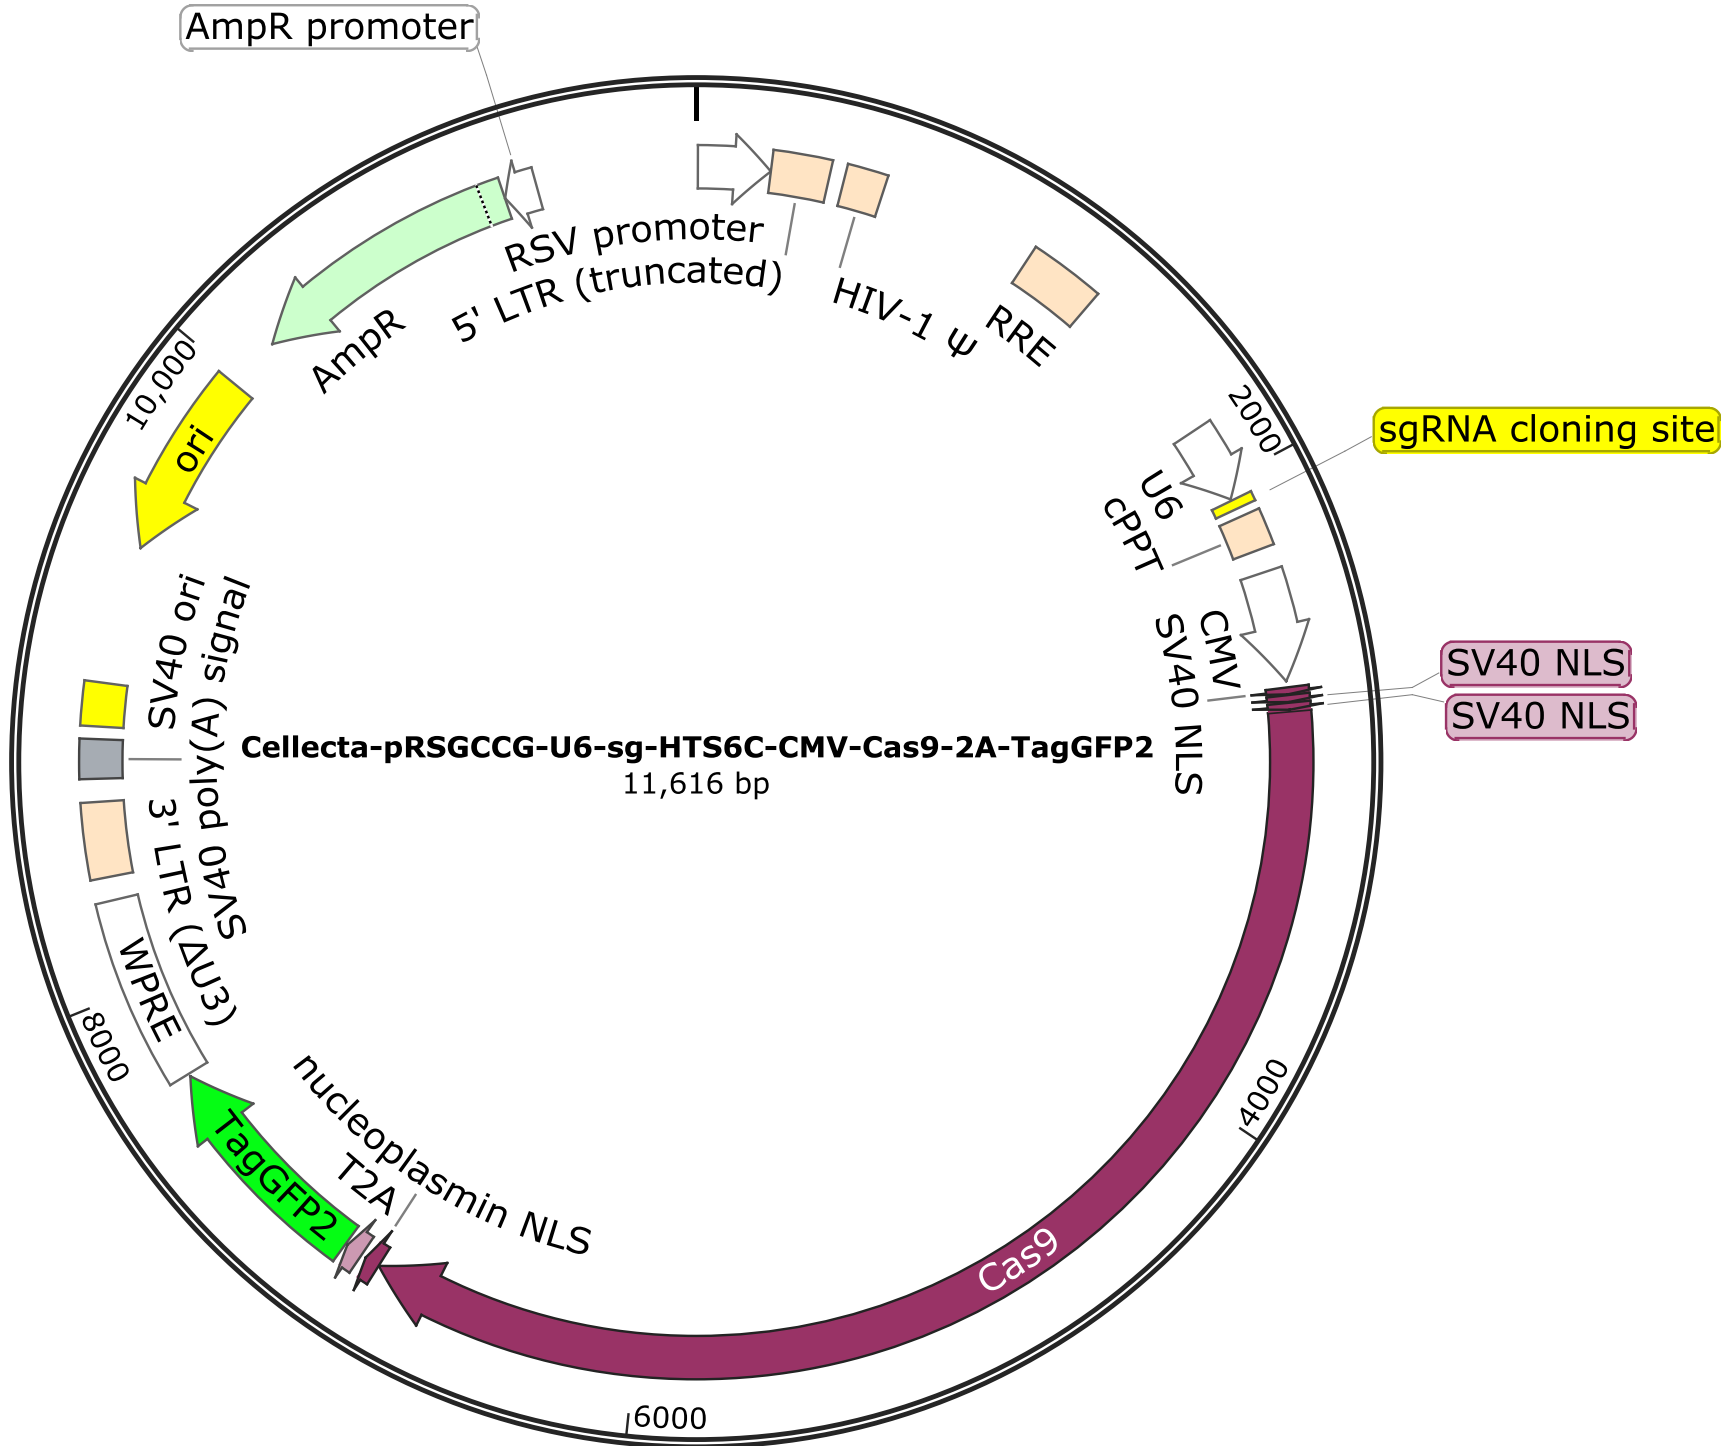 AmpR promoter
RSV promoter
5' LTR (truncated)
HIV-1 ψ
RRE
AmpR
10,000
2000
sgRNA cloning site
ori
U6
cPPT
SV40 ori
SV40 poly(A) signal
CMV
SV40 NLS
SV40 NLS
SV40 NLS
Cellecta-pRSGCCG-U6-sg-HTS6C-CMV-Cas9-2A-TagGFP2
11,616 bp
3' LTR (ΔU3)
WPRE
8000
4000
nucleoplasmin NLS
T2A
TagGFP2
Cas9
6000